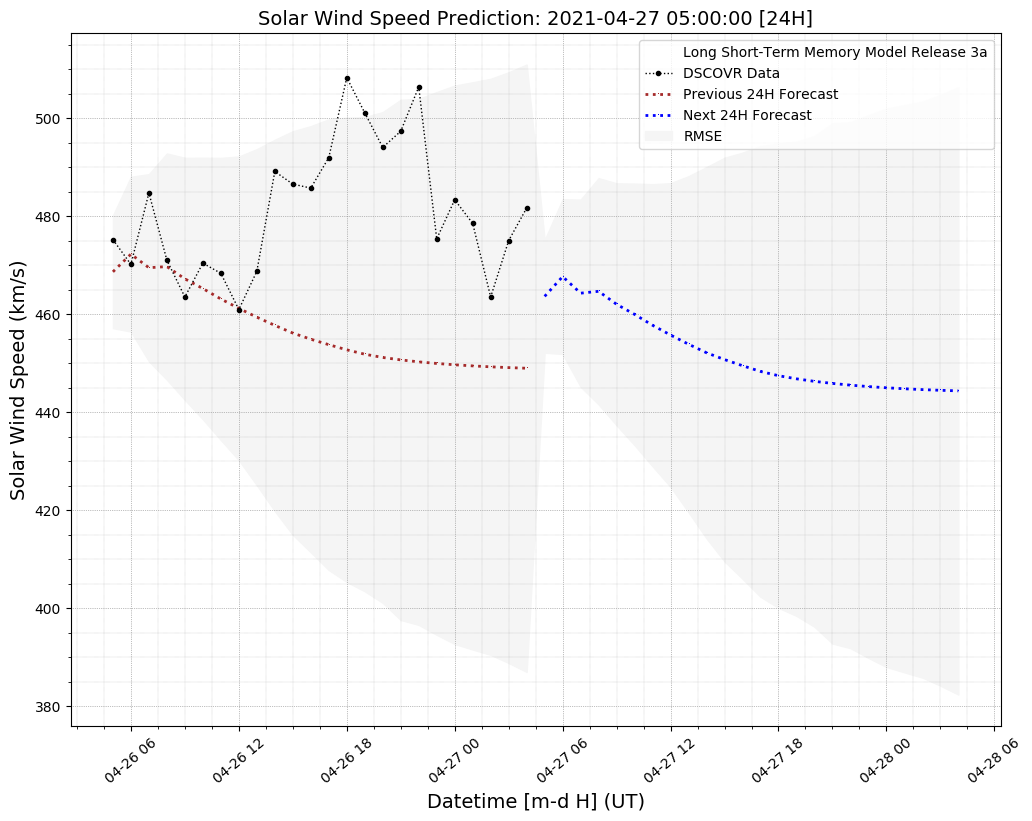 Solar Wind Speed Prediction: 2021-04-27 05:00:00 [24H]
Long Short-Term Memory Model Release 3a
DSCOVR Data
Previous 24H Forecast
Next 24H Forecast
RMSE
Solar Wind Speed (km/s)
500
480
460
440
420
400
380
04-26 06
04-26 12
04-26 18
04-27 00
04-27 06
04-27 12
04-27 18
04-28 00
04-28 06
Datetime [m-d H] (UT)